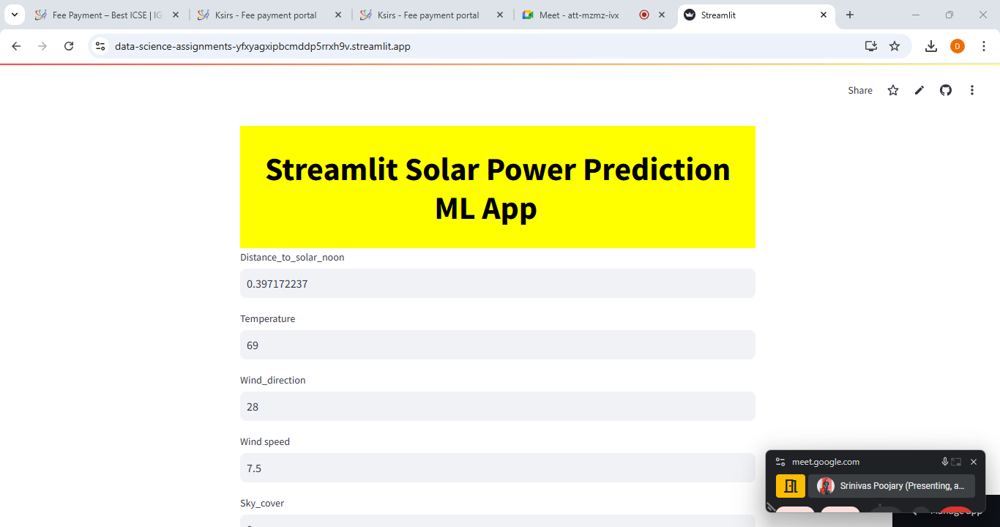 Fee Payment – Best ICSE | IG
Ksirs - Fee payment portal
Ksirs - Fee payment portal
Meet - att-mzmz-ivx
Streamlit
data-science-assignments-yfxyagxipbcmddp5rrxh9v.streamlit.app
D
Share
Streamlit Solar Power Prediction
ML App
Distance_to_solar_noon
0.397172237
Temperature
69
Wind_direction
28
Wind speed
7.5
Sky_cover
meet.google.com
Srinivas Poojary (Presenting, a...
Manage app